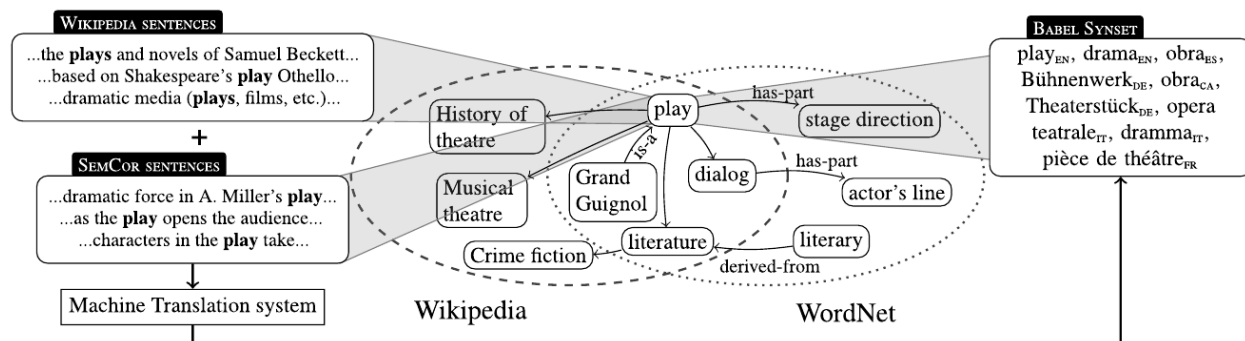 WIKIPEDIA SENTENCES
...the plays and novels of Samuel Beckett...
...based on Shakespeare's play Othello...
...dramatic media (plays, films, etc.)...
+
SEMCOR SENTENCES
...dramatic force in A. Miller's play...
...as the play opens the audience...
...characters in the play take...
Machine Translation system
play
has-part
stage direction
History of
theatre
is-a
Musical
theatre
Grand
Guignol
dialog
has-part
actor's line
literature
literary
Crime fiction
derived-from
Wikipedia
WordNet
BABEL SYNSET
playEN, dramaEN, obraES,
BühnenwerkDE, obraCA,
TheaterstückDE, opera
teatraleIT, drammaIT,
pièce de théâtreFR